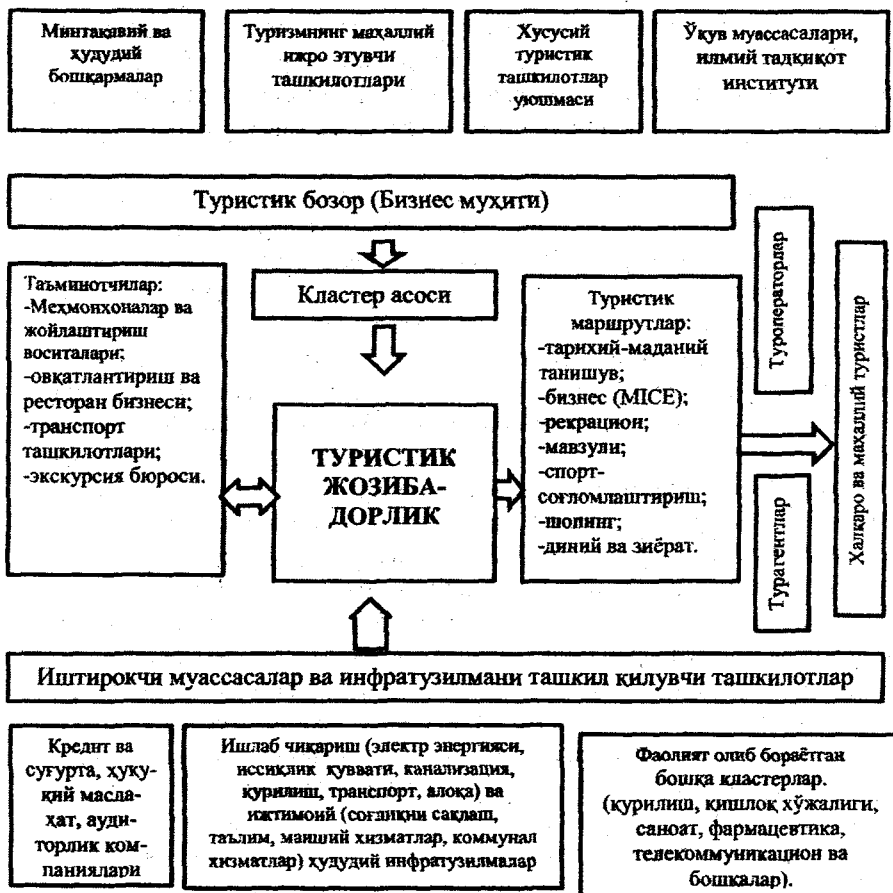 Минтақавий ва
ҳудудий
бошқармалар
Туризмнинг маҳаллий
ижро этувчи
ташкилотлари
Хусусий
туристик
ташкилотлар
уюшмаси
Ўқув муассасалари,
илмий тадқиқот
институти
Туристик бозор (Бизнес муҳити)
Таъминотчилар:
-Меҳмонхоналар ва
жойлаштириш
воситалари;
-овқатлантириш ва
ресторан бизнеси;
-транспорт
ташкилотлари;
-экскурсия бюроси.
Кластер асоси
ТУРИСТИК
ЖОЗИБА-
ДОРЛИК
Туристик
маршрутлар:
-тарихий-маданий
танишув;
-бизнес (MICE);
-рекрацион;
-мавзули;
-спорт-
соғломлаштириш;
-шопинг;
-диний ва зиёрат.
Туроператорлар
Турагентлар
Халқаро ва маҳаллий туристлар
Иштирокчи муассасалар ва инфратузилмани ташкил қилувчи ташкилотлар
Кредит ва
суғурта, ҳуқу-
қий масла-
ҳат, ауди-
торлик ком-
паниялари
Ишлаб чиқариш (электр энергияси,
иссиқлик қуввати, канализация,
қурилиш, транспорт, алоқа) ва
ижтимоий (соғлиқни сақлаш,
таълим, маиший хизматлар, коммунал
хизматлар) ҳудудий инфратузилмалар
Фаолият олиб бораётган
бошқа кластерлар.
(қурилиш, қишлоқ хўжалиги,
саноат, фармацевтика,
телекоммуникацион ва
бошқалар).